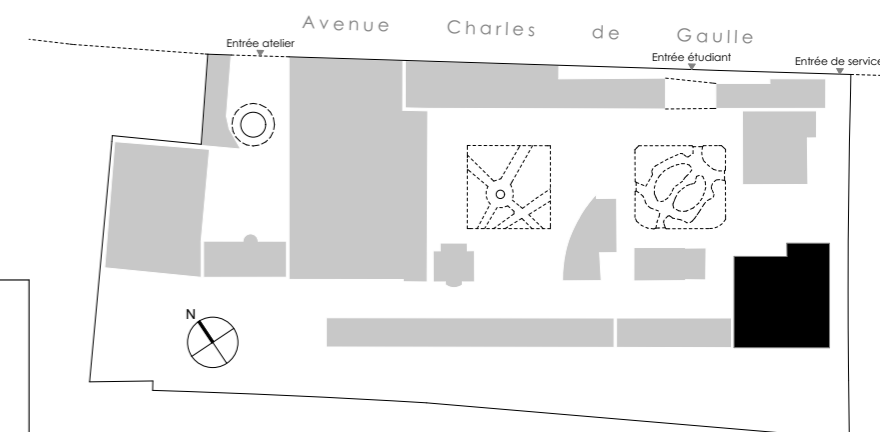 Avenue Charles de Gaulle
Entrée atelier
Entrée étudiant
Entrée de service
N